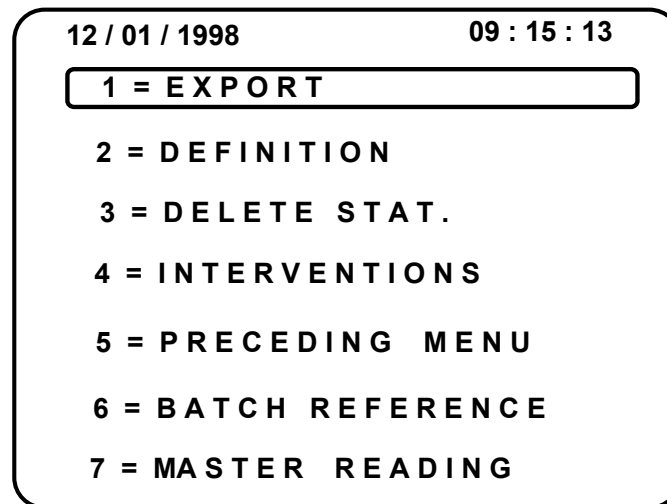 12 / 01 / 1998 09 : 15 : 13
1 = EXPORT
2 = DEFINITION
3 = DELETE STAT.
4 = INTERVENTIONS
5 = PRECEDING MENU
6 = BATCH REFERENCE
7 = MASTER READING